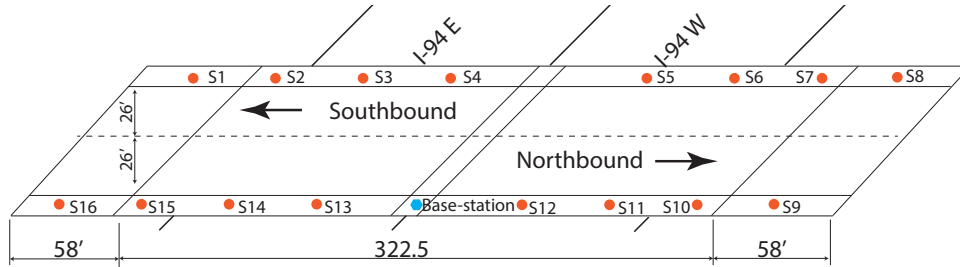 I-94 E
I-94 W
S1
S2
S3
S4
S5
S6
S7
S8
26'
Southbound
26'
Northbound
S16
S15
S14
S13
Base-station
S12
S11
S10
S9
58'
322.5
58'